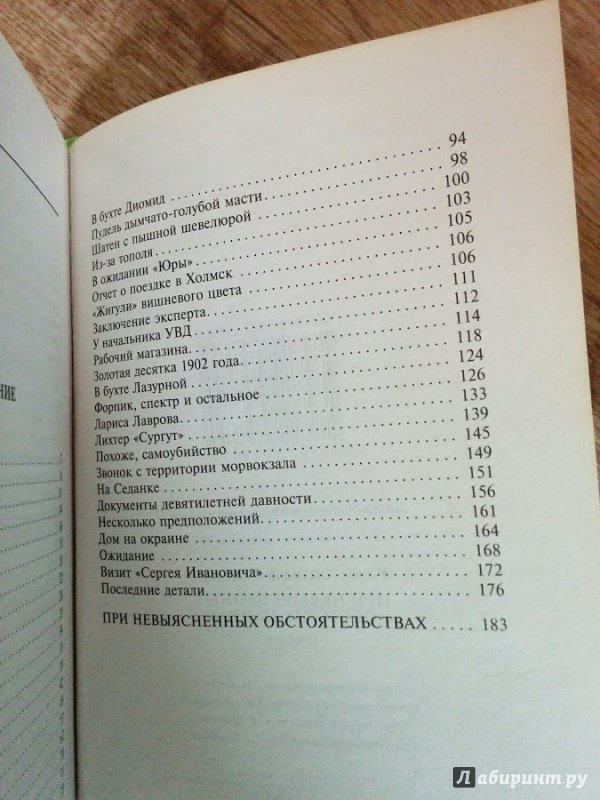 НИЕ
В бухте Диомид . . . . . . . . . . 94
Пудель дымчато-голубой масти . . . . . . . . . . 98
Шатен с пышной шевелюрой . . . . . . . . . . 100
Из-за тополя . . . . . . . . . . 103
В ожидании «Юры» . . . . . . . . . . 105
Отчет о поездке в Холмск . . . . . . . . . . 106
«Жигули» вишневого цвета . . . . . . . . . . 106
Заключение эксперта. . . . . . . . . . 111
У начальника УВД . . . . . . . . . . 112
Рабочий магазина. . . . . . . . . . 114
Золотая десятка 1902 года. . . . . . . . . . 118
В бухте Лазурной . . . . . . . . . . 124
Форпик, спектр и остальное . . . . . . . . . . 126
Лариса Лаврова. . . . . . . . . . 133
Лихтер «Сургут» . . . . . . . . . . 139
Похоже, самоубийство . . . . . . . . . . 145
Звонок с территории морвокзала . . . . . . . . . . 149
На Седанке . . . . . . . . . . 151
Документы девятилетней давности. . . . . . . . . . 156
Несколько предположений. . . . . . . . . . 161
Дом на окраине . . . . . . . . . . 164
Ожидание . . . . . . . . . . 168
Визит «Сергея Ивановича». . . . . . . . . . 172
Последние детали. . . . . . . . . . 176
ПРИ НЕВЫЯСНЕННЫХ ОБСТОЯТЕЛЬСТВАХ . . . . . 183
Лабиринт.ру